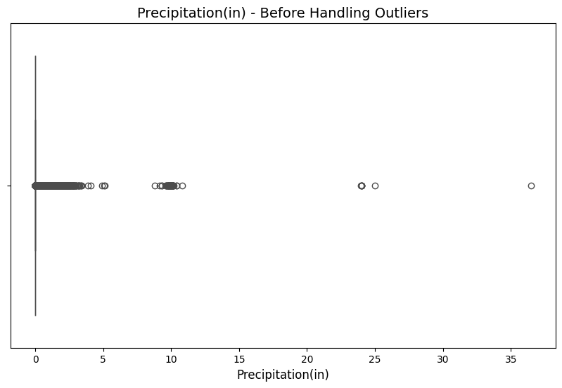 Precipitation(in) - Before Handling Outliers
0 5 10 15 20 25 30 35
Precipitation(in)